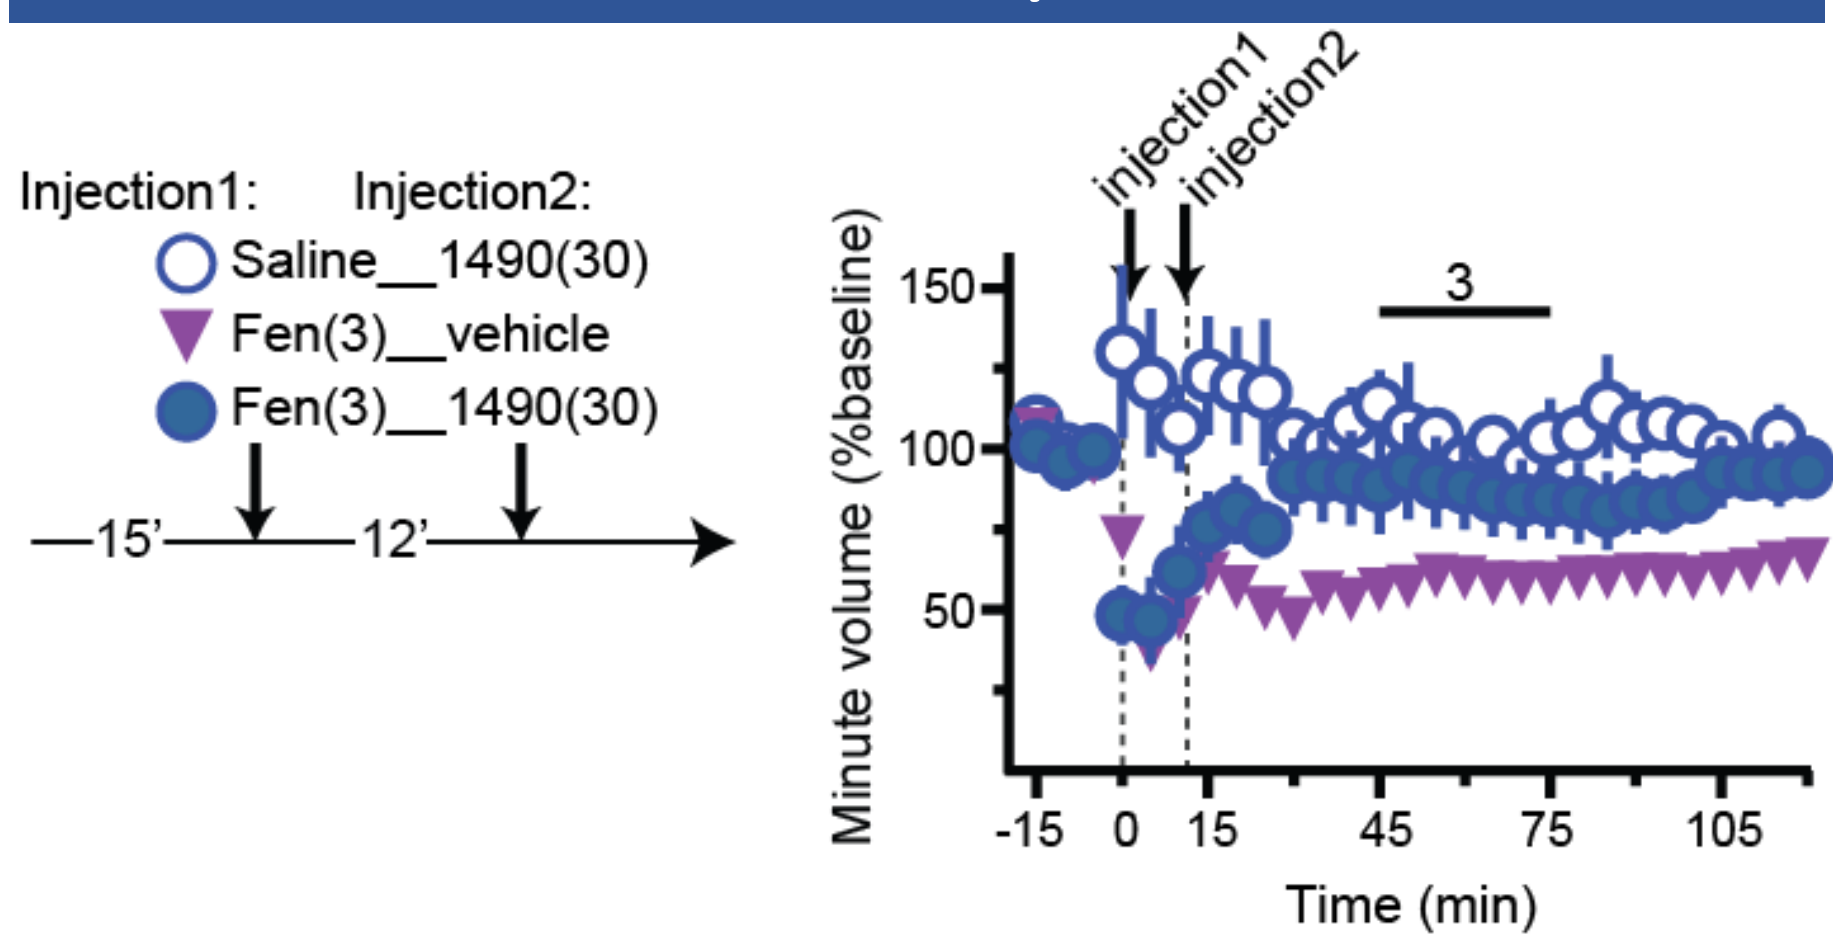 Injection1: Injection2:
Saline__1490(30)
Fen(3)__vehicle
Fen(3)__1490(30)
15’ 12’
injection1
injection2
3
Minute volume (%baseline)
150
100
50
-15 0 15 45 75 105
Time (min)